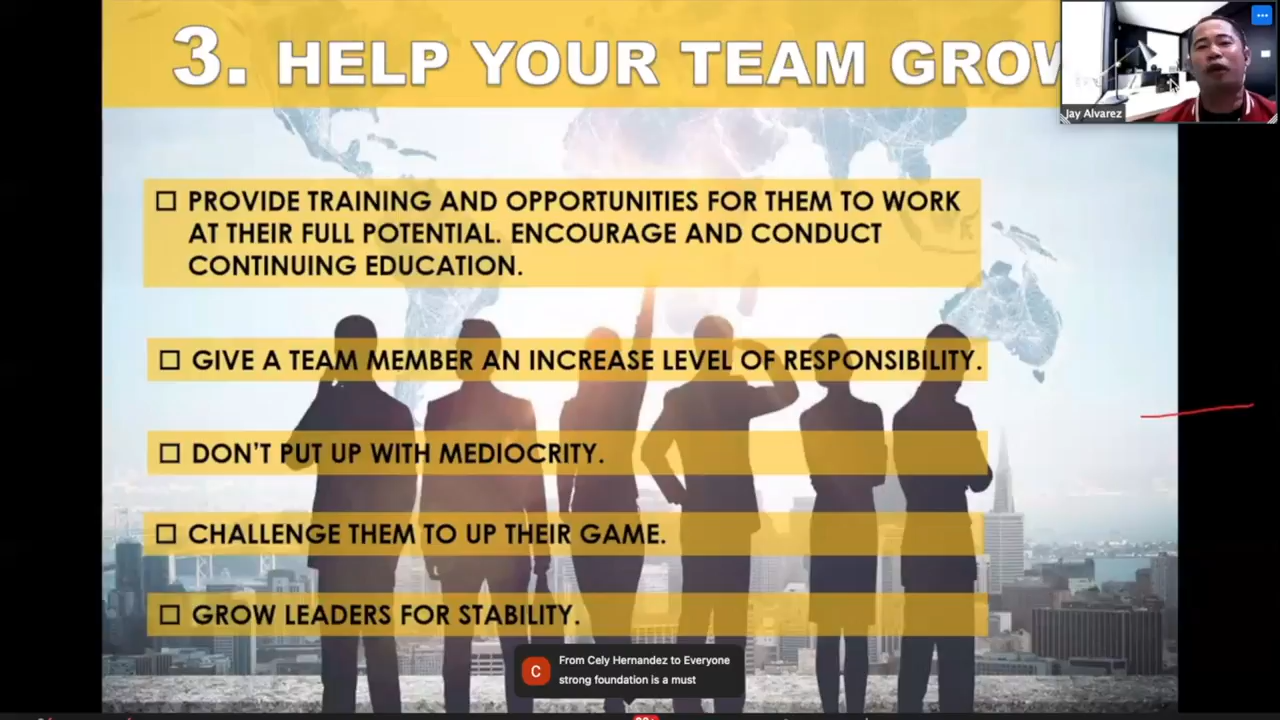 3. HELP YOUR TEAM GROW
Jay Alvarez
PROVIDE TRAINING AND OPPORTUNITIES FOR THEM TO WORK
AT THEIR FULL POTENTIAL. ENCOURAGE AND CONDUCT
CONTINUING EDUCATION.
GIVE A TEAM MEMBER AN INCREASE LEVEL OF RESPONSIBILITY.
DON'T PUT UP WITH MEDIOCRITY.
CHALLENGE THEM TO UP THEIR GAME.
GROW LEADERS FOR STABILITY.
C
From Cely Hernandez to Everyone
strong foundation is a must